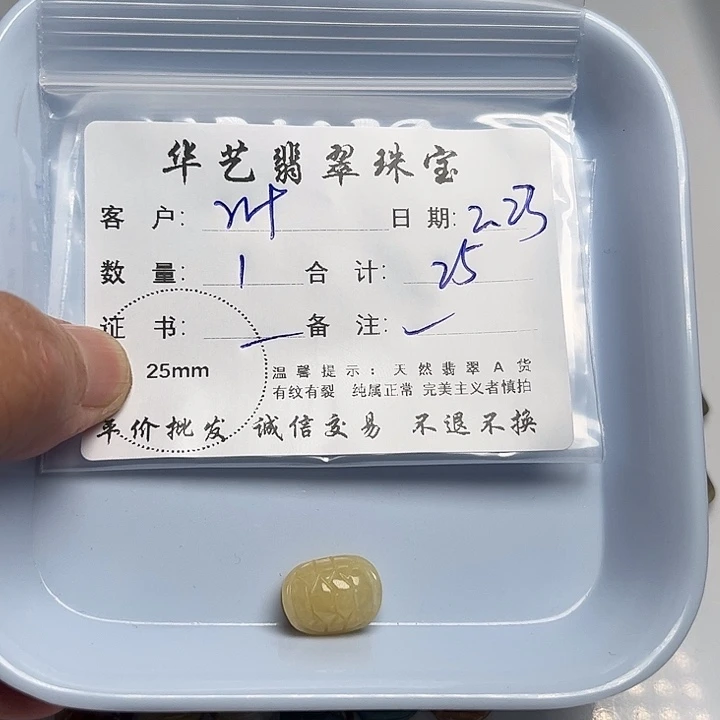 华艺翡翠珠宝
客 户: 叶 日 期: 2.23
数 量: 1 合 计: 25
证 书: — 备 注: ✓
25mm 温馨提示: 天然翡翠A货
有纹有裂 纯属正常 完美主义者慎拍
平价批发 诚信交易 不退不换